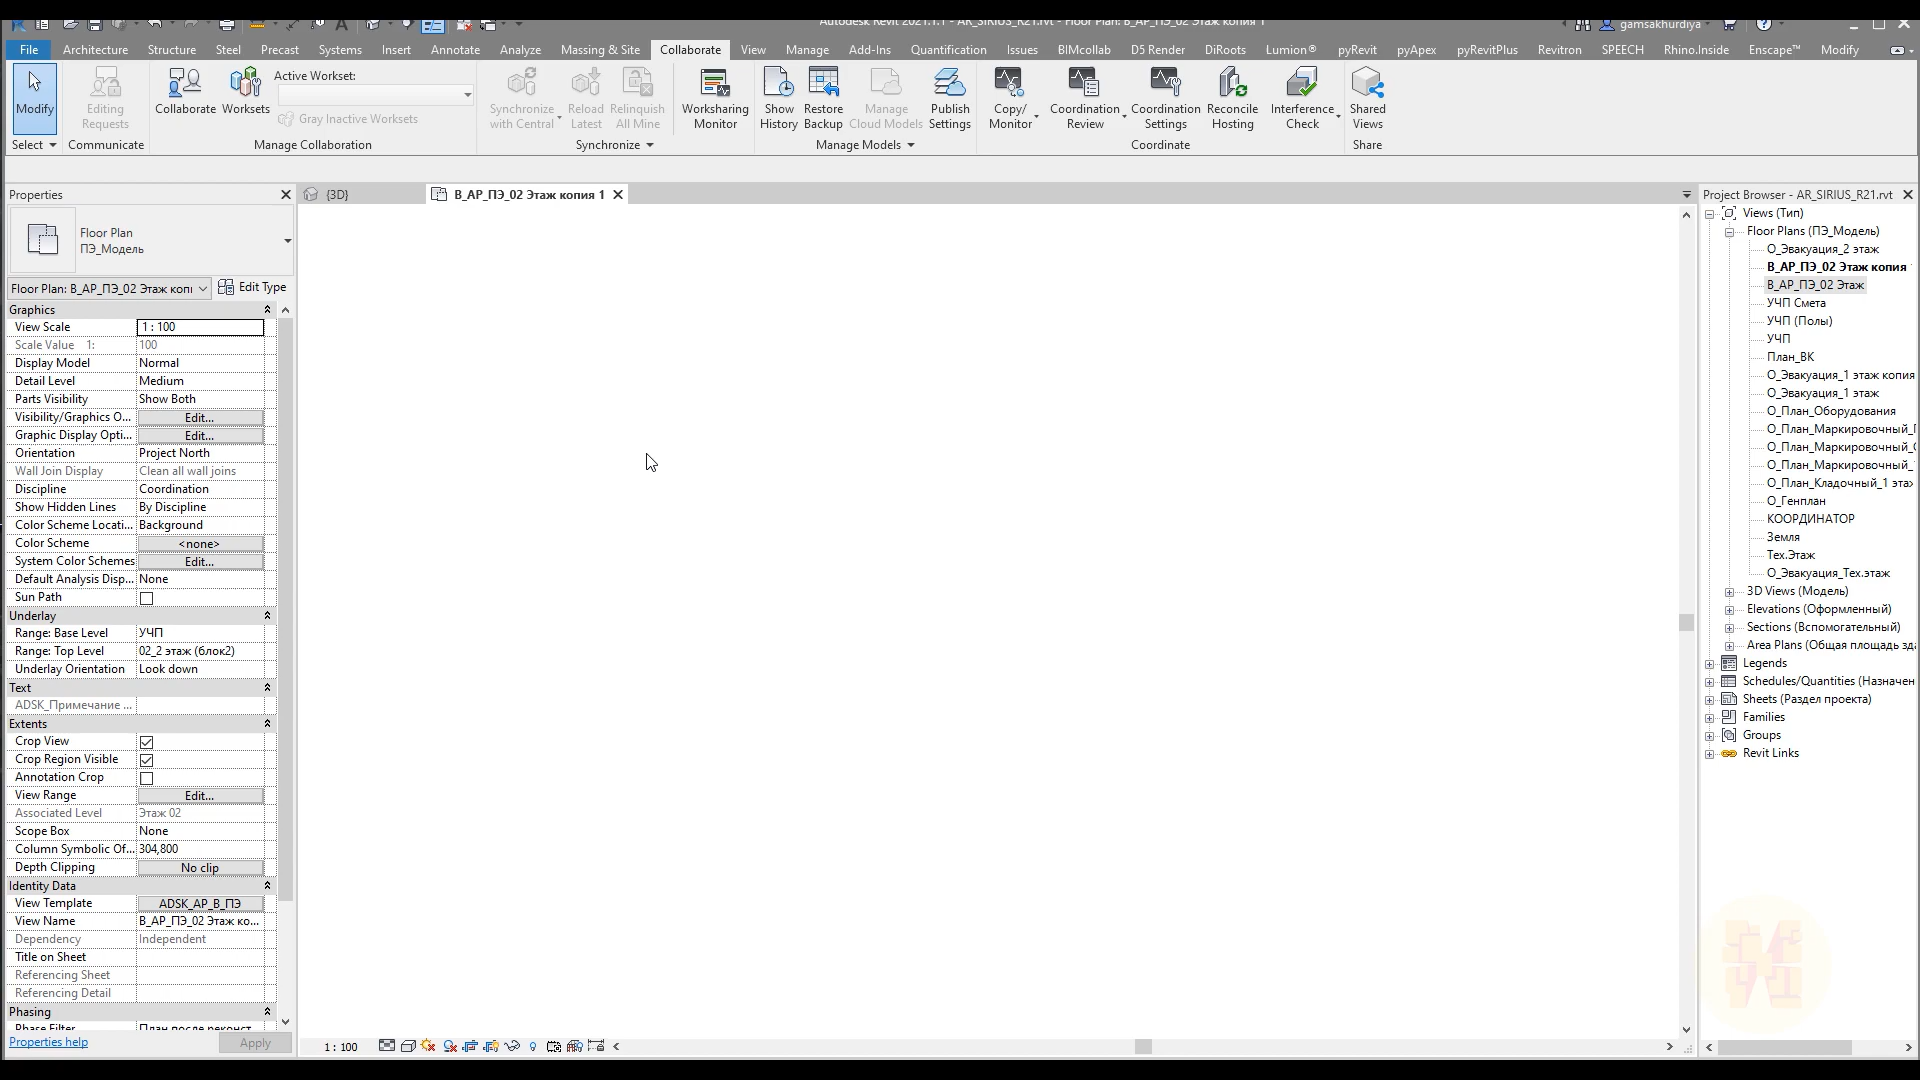 Autodesk Revit 2021.1.1 - AR_SIRIUS_R21.rvt - Floor Plan: В_АР_ПЭ_02 Этаж копия 1
gamsakhurdiya
File Architecture Structure Steel Precast Systems Insert Annotate Analyze Massing & Site Collaborate View Manage Add-Ins Quantification Issues BIMcollab D5 Render DiRoots Lumion® pyRevit pyApex pyRevitPlus Revitron SPEECH Rhino.Inside Enscape™ Modify
Modify
Select
Editing Requests
Communicate
Collaborate
Worksets
Active Workset:
Gray Inactive Worksets
Manage Collaboration
Synchronize with Central
Reload Latest
Relinquish All Mine
Synchronize
Worksharing Monitor
Show History
Restore Backup
Manage Cloud Models
Publish Settings
Manage Models
Copy/ Monitor
Coordination Review
Coordination Settings
Reconcile Hosting
Interference Check
Coordinate
Shared Views
Share
Properties
Floor Plan
ПЭ_Модель
Floor Plan: В_АР_ПЭ_02 Этаж копи
Edit Type
Graphics
View Scale 1 : 100
Scale Value 1: 100
Display Model Normal
Detail Level Medium
Parts Visibility Show Both
Visibility/Graphics O... Edit...
Graphic Display Opti... Edit...
Orientation Project North
Wall Join Display Clean all wall joins
Discipline Coordination
Show Hidden Lines By Discipline
Color Scheme Locati... Background
Color Scheme <none>
System Color Schemes Edit...
Default Analysis Disp... None
Sun Path
Underlay
Range: Base Level УЧП
Range: Top Level 02_2 этаж (блок2)
Underlay Orientation Look down
Text
ADSK_Примечание ...
Extents
Crop View
Crop Region Visible
Annotation Crop
View Range Edit...
Associated Level Этаж 02
Scope Box None
Column Symbolic Of... 304,800
Depth Clipping No clip
Identity Data
View Template ADSK_АР_В_ПЭ
View Name В_АР_ПЭ_02 Этаж ко...
Dependency Independent
Title on Sheet
Referencing Sheet
Referencing Detail
Phasing
Phase Filter План после реконст
Properties help
Apply
{3D}
В_АР_ПЭ_02 Этаж копия 1
1 : 100
Project Browser - AR_SIRIUS_R21.rvt
Views (Тип)
Floor Plans (ПЭ_Модель)
О_Эвакуация_2 этаж
В_АР_ПЭ_02 Этаж копия
В_АР_ПЭ_02 Этаж
УЧП Смета
УЧП (Полы)
УЧП
План_ВК
О_Эвакуация_1 этаж копия
О_Эвакуация_1 этаж
О_План_Оборудования
О_План_Маркировочный_
О_План_Маркировочный_
О_План_Маркировочный_
О_План_Кладочный_1 этаж
О_Генплан
КООРДИНАТОР
Земля
Тех.Этаж
О_Эвакуация_Тех.этаж
3D Views (Модель)
Elevations (Оформленный)
Sections (Вспомогательный)
Area Plans (Общая площадь зда
Legends
Schedules/Quantities (Назначен
Sheets (Раздел проекта)
Families
Groups
Revit Links